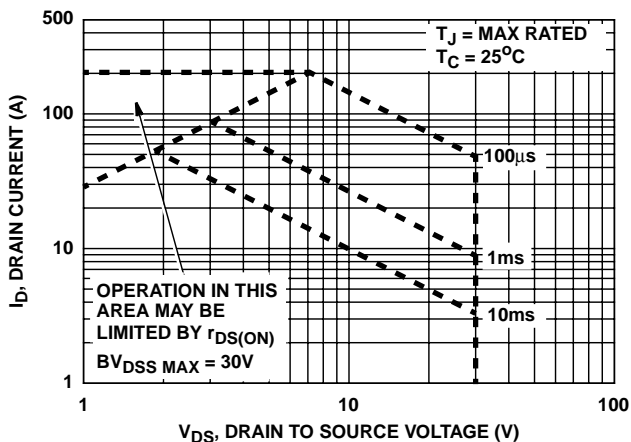 500
100
10
1
I_D, DRAIN CURRENT (A)
T_J = MAX RATED
T_C = 25°C
100μs
1ms
10ms
OPERATION IN THIS
AREA MAY BE
LIMITED BY r_DS(ON)
BV_DSS MAX = 30V
1
10
100
V_DS, DRAIN TO SOURCE VOLTAGE (V)